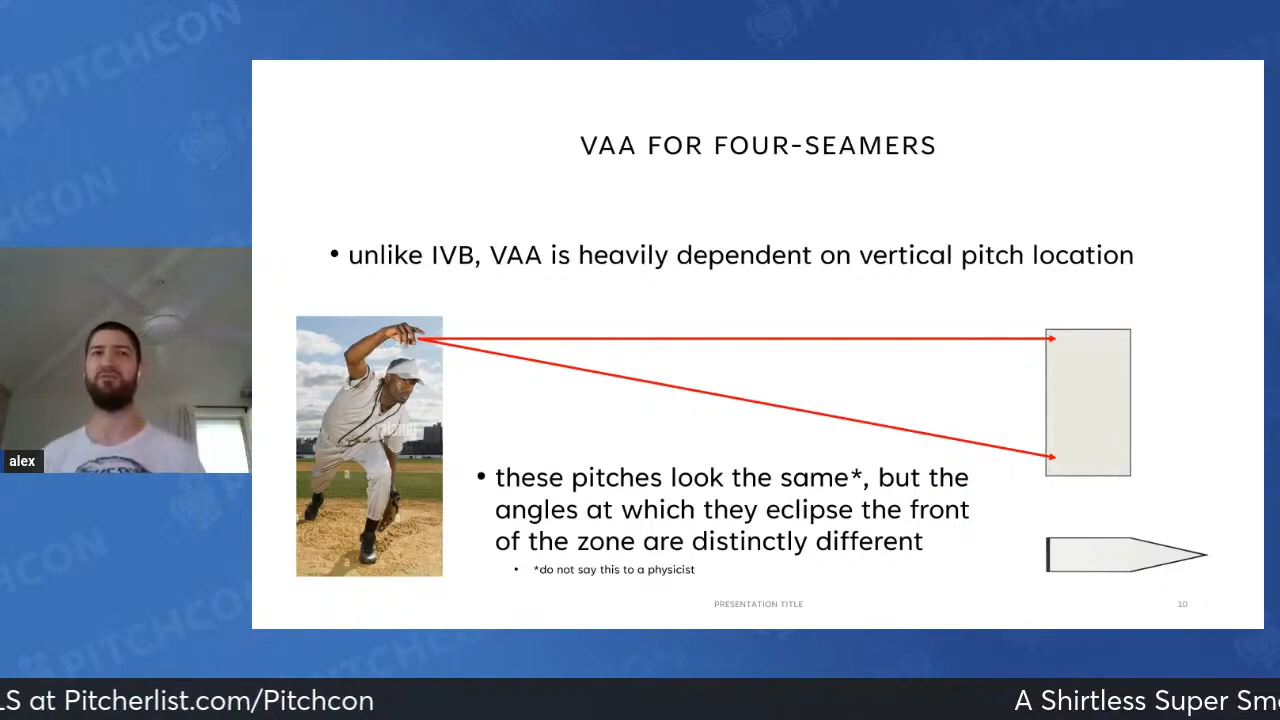 PITCHCON
VAA FOR FOUR-SEAMERS
• unlike IVB, VAA is heavily dependent on vertical pitch location
• these pitches look the same*, but the
angles at which they eclipse the front
of the zone are distinctly different
• *do not say this to a physicist
PRESENTATION TITLE
10
alex
LS at Pitcherlist.com/Pitchcon
A Shirtless Super Sm